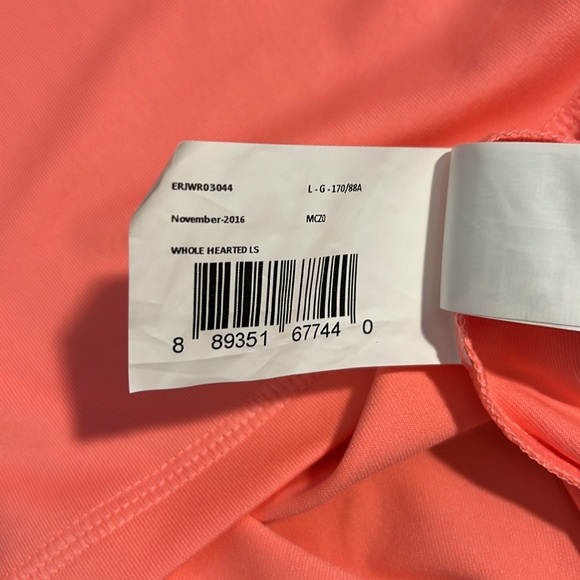 ERJWR03044 L - G - 170/88A
November-2016 MCZ0
WHOLE HEARTED LS
8 89351 67744 0